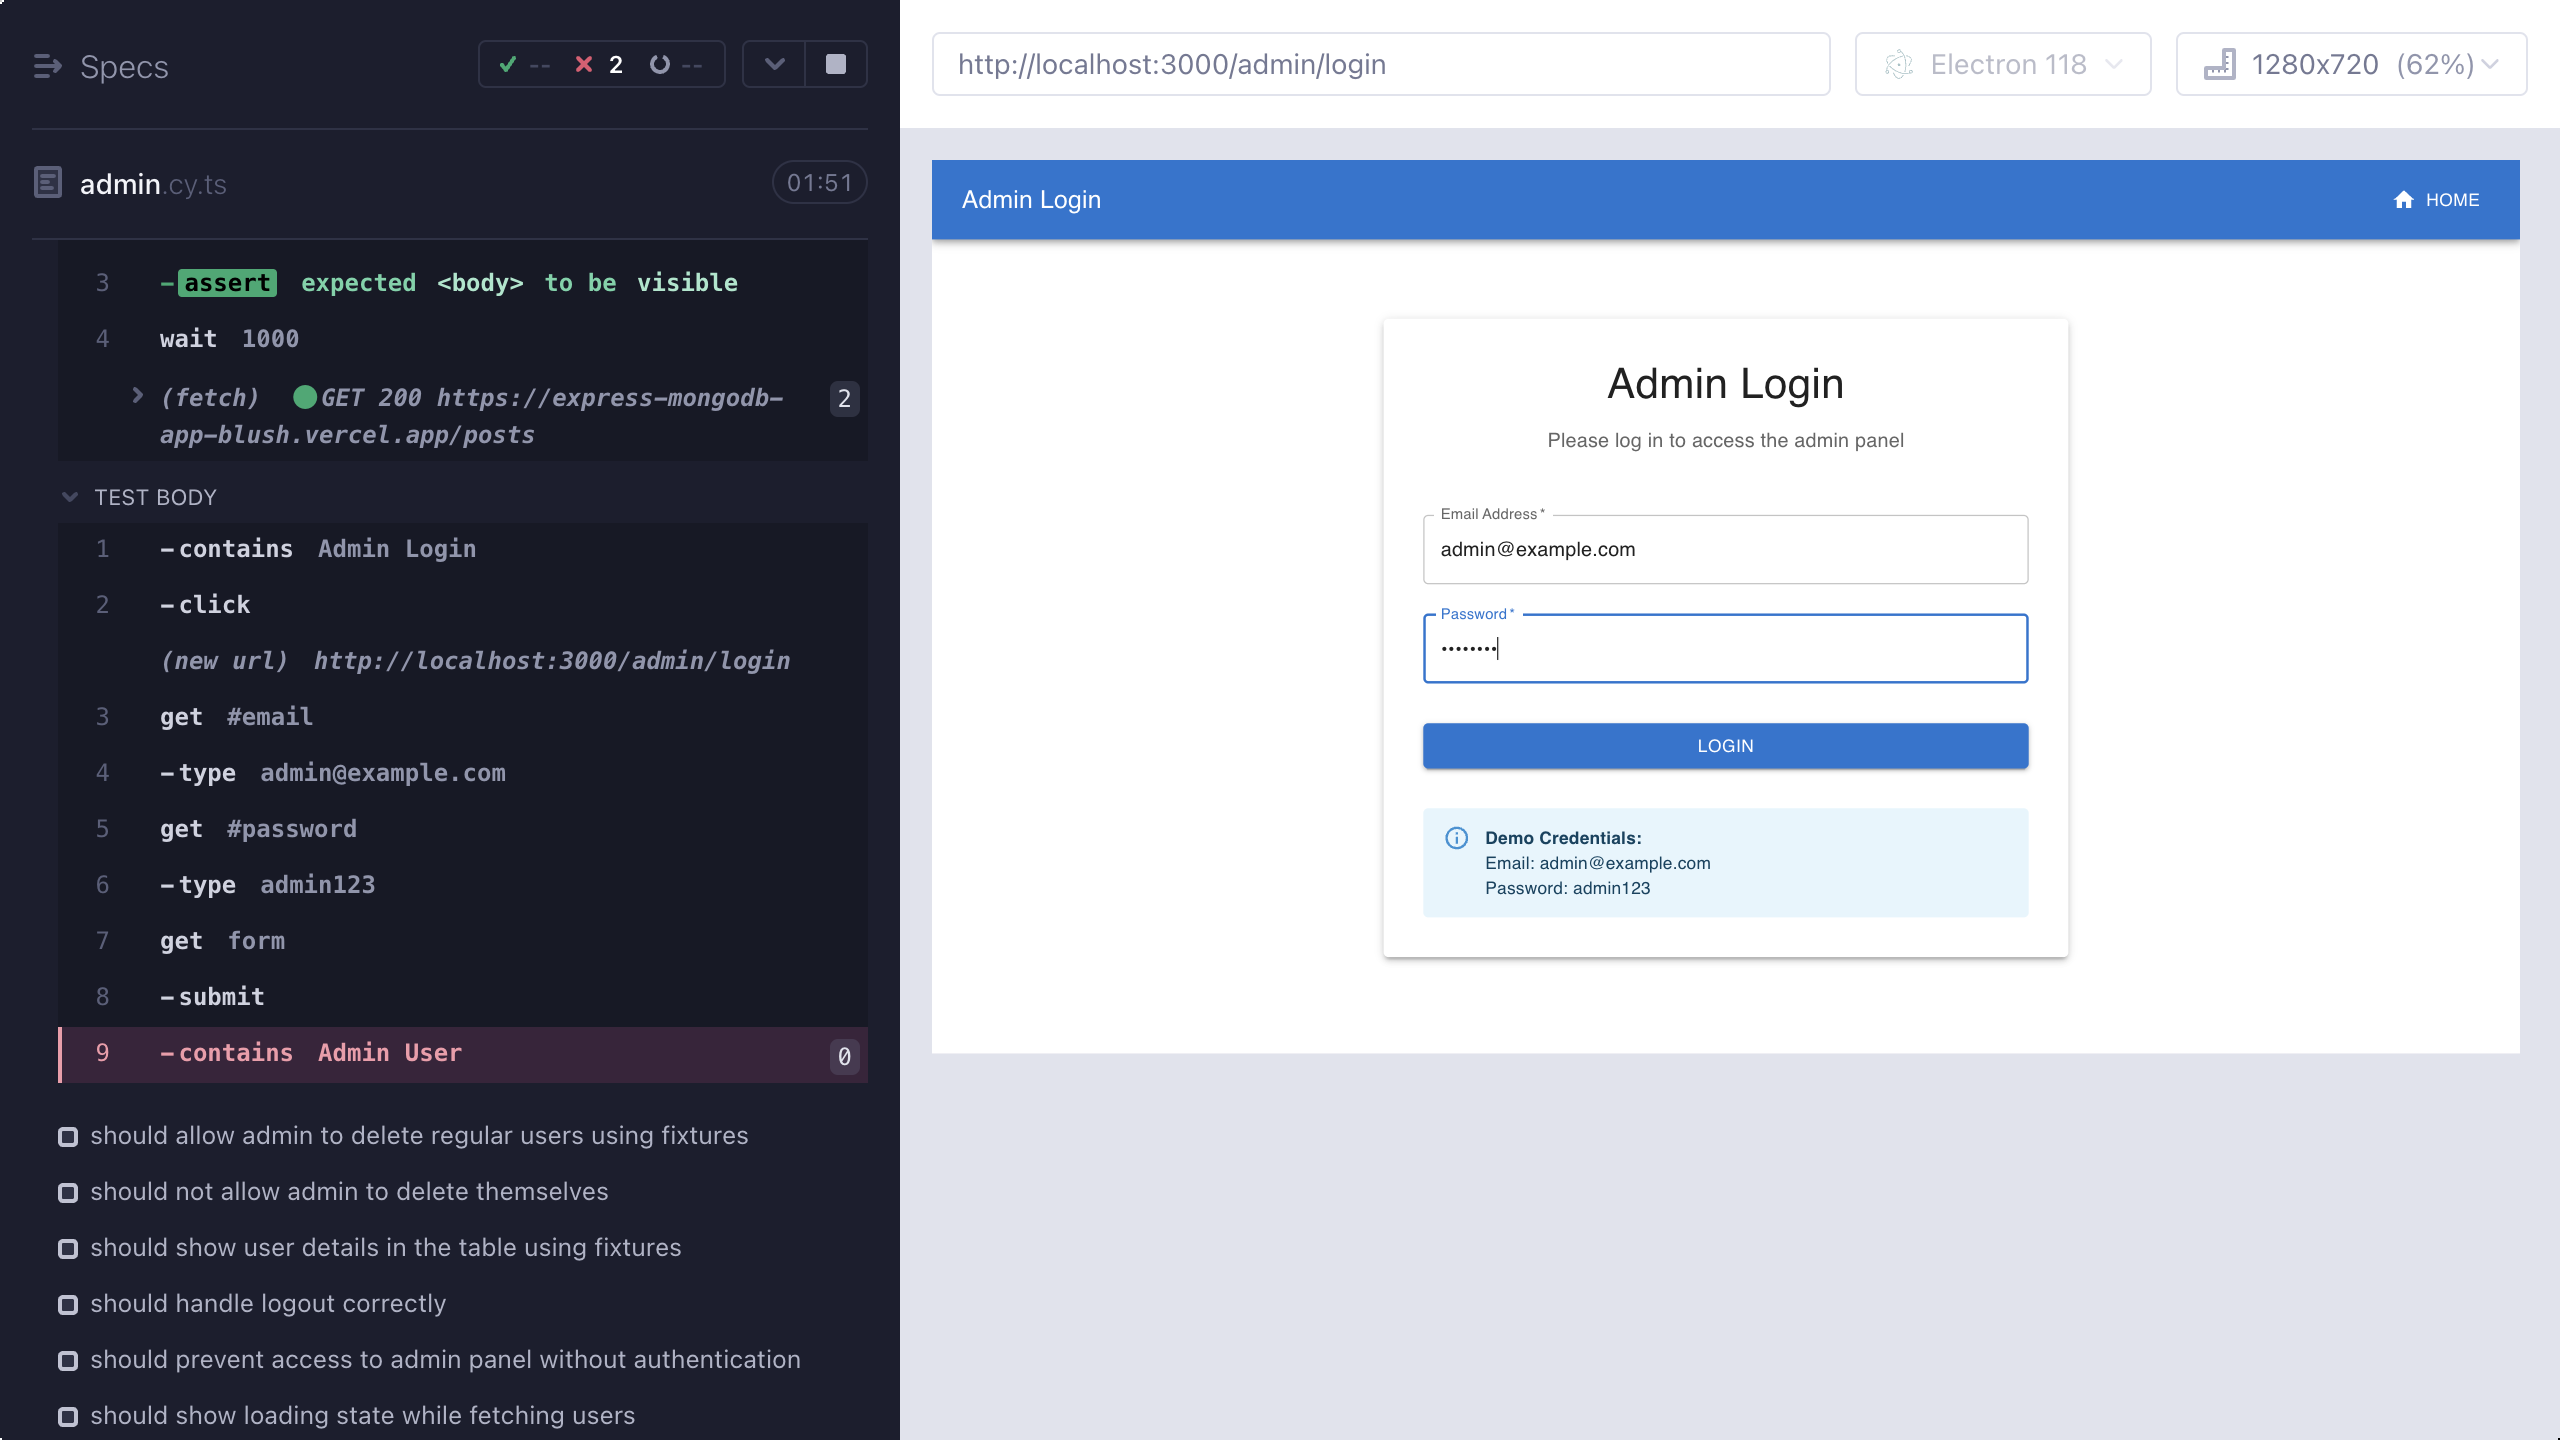 Specs
-- 2 --
admin.cy.ts 01:51
3 -assert expected <body> to be visible
4 wait 1000
(fetch) GET 200 https://express-mongodb-
app-blush.vercel.app/posts 2
TEST BODY
1 -contains Admin Login
2 -click
(new url) http://localhost:3000/admin/login
3 get #email
4 -type admin@example.com
5 get #password
6 -type admin123
7 get form
8 -submit
9 -contains Admin User 0
should allow admin to delete regular users using fixtures
should not allow admin to delete themselves
should show user details in the table using fixtures
should handle logout correctly
should prevent access to admin panel without authentication
should show loading state while fetching users
http://localhost:3000/admin/login
Electron 118
1280x720 (62%)
Admin Login
HOME
Admin Login
Please log in to access the admin panel
Email Address *
admin@example.com
Password *
••••••••
LOGIN
Demo Credentials:
Email: admin@example.com
Password: admin123